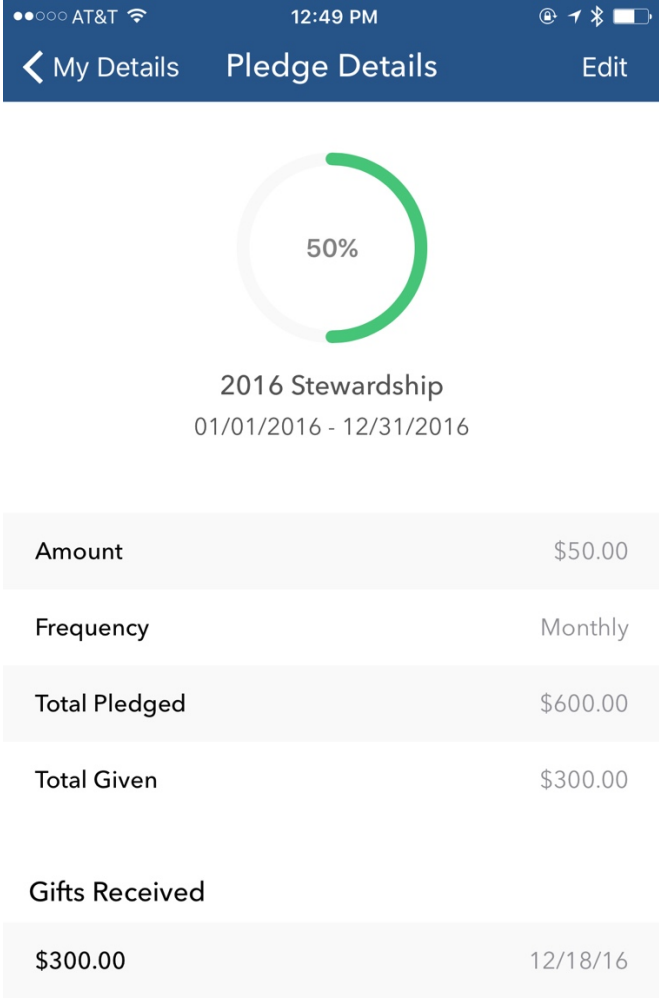 AT&T 12:49 PM
My Details Pledge Details Edit
50%
2016 Stewardship
01/01/2016 - 12/31/2016
Amount $50.00
Frequency Monthly
Total Pledged $600.00
Total Given $300.00
Gifts Received
$300.00 12/18/16